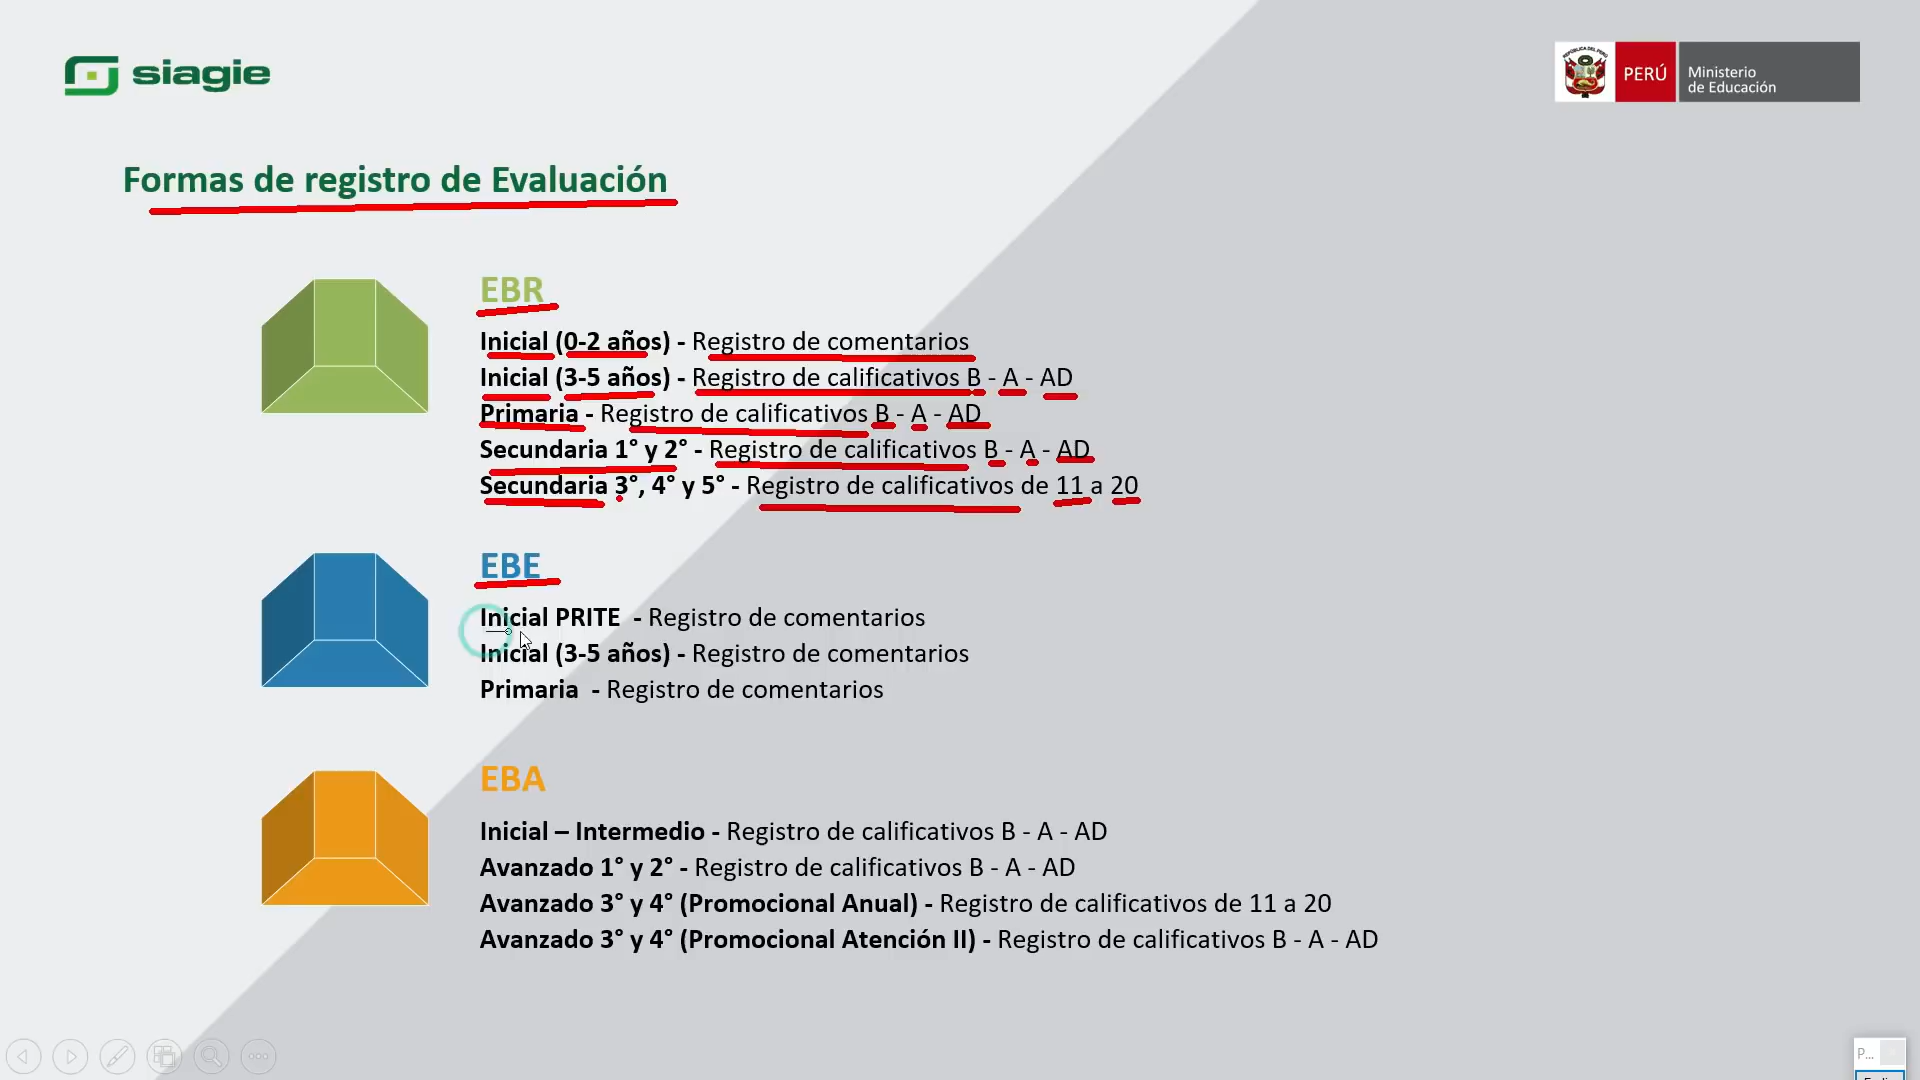 siagie
REPÚBLICA DEL PERÚ
PERÚ
Ministerio
de Educación
Formas de registro de Evaluación
EBR
Inicial (0-2 años) - Registro de comentarios
Inicial (3-5 años) - Registro de calificativos B - A - AD
Primaria - Registro de calificativos B - A - AD
Secundaria 1° y 2° - Registro de calificativos B - A - AD
Secundaria 3°, 4° y 5° - Registro de calificativos de 11 a 20
EBE
Inicial PRITE - Registro de comentarios
Inicial (3-5 años) - Registro de comentarios
Primaria - Registro de comentarios
EBA
Inicial – Intermedio - Registro de calificativos B - A - AD
Avanzado 1° y 2° - Registro de calificativos B - A - AD
Avanzado 3° y 4° (Promocional Anual) - Registro de calificativos de 11 a 20
Avanzado 3° y 4° (Promocional Atención II) - Registro de calificativos B - A - AD
P...